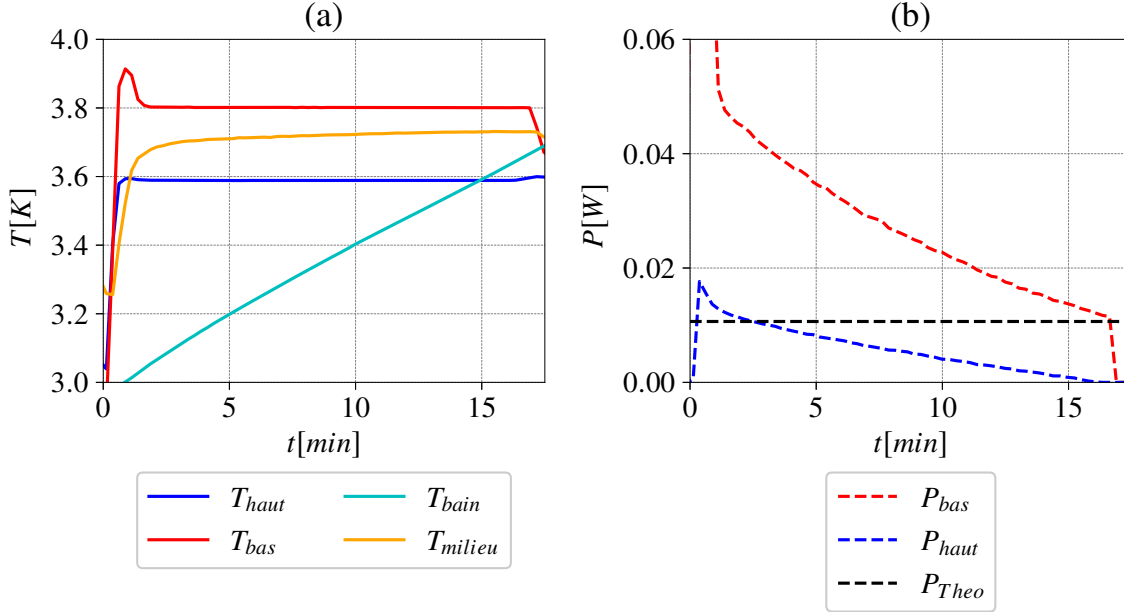 (a)
4.0
3.8
3.6
3.4
3.2
3.0
T[K]
0 5 10 15
t[min]
T_haut T_bain
T_bas T_milieu
(b)
0.06
0.04
0.02
0.00
P[W]
0 5 10 15
t[min]
P_bas
P_haut
P_Theo